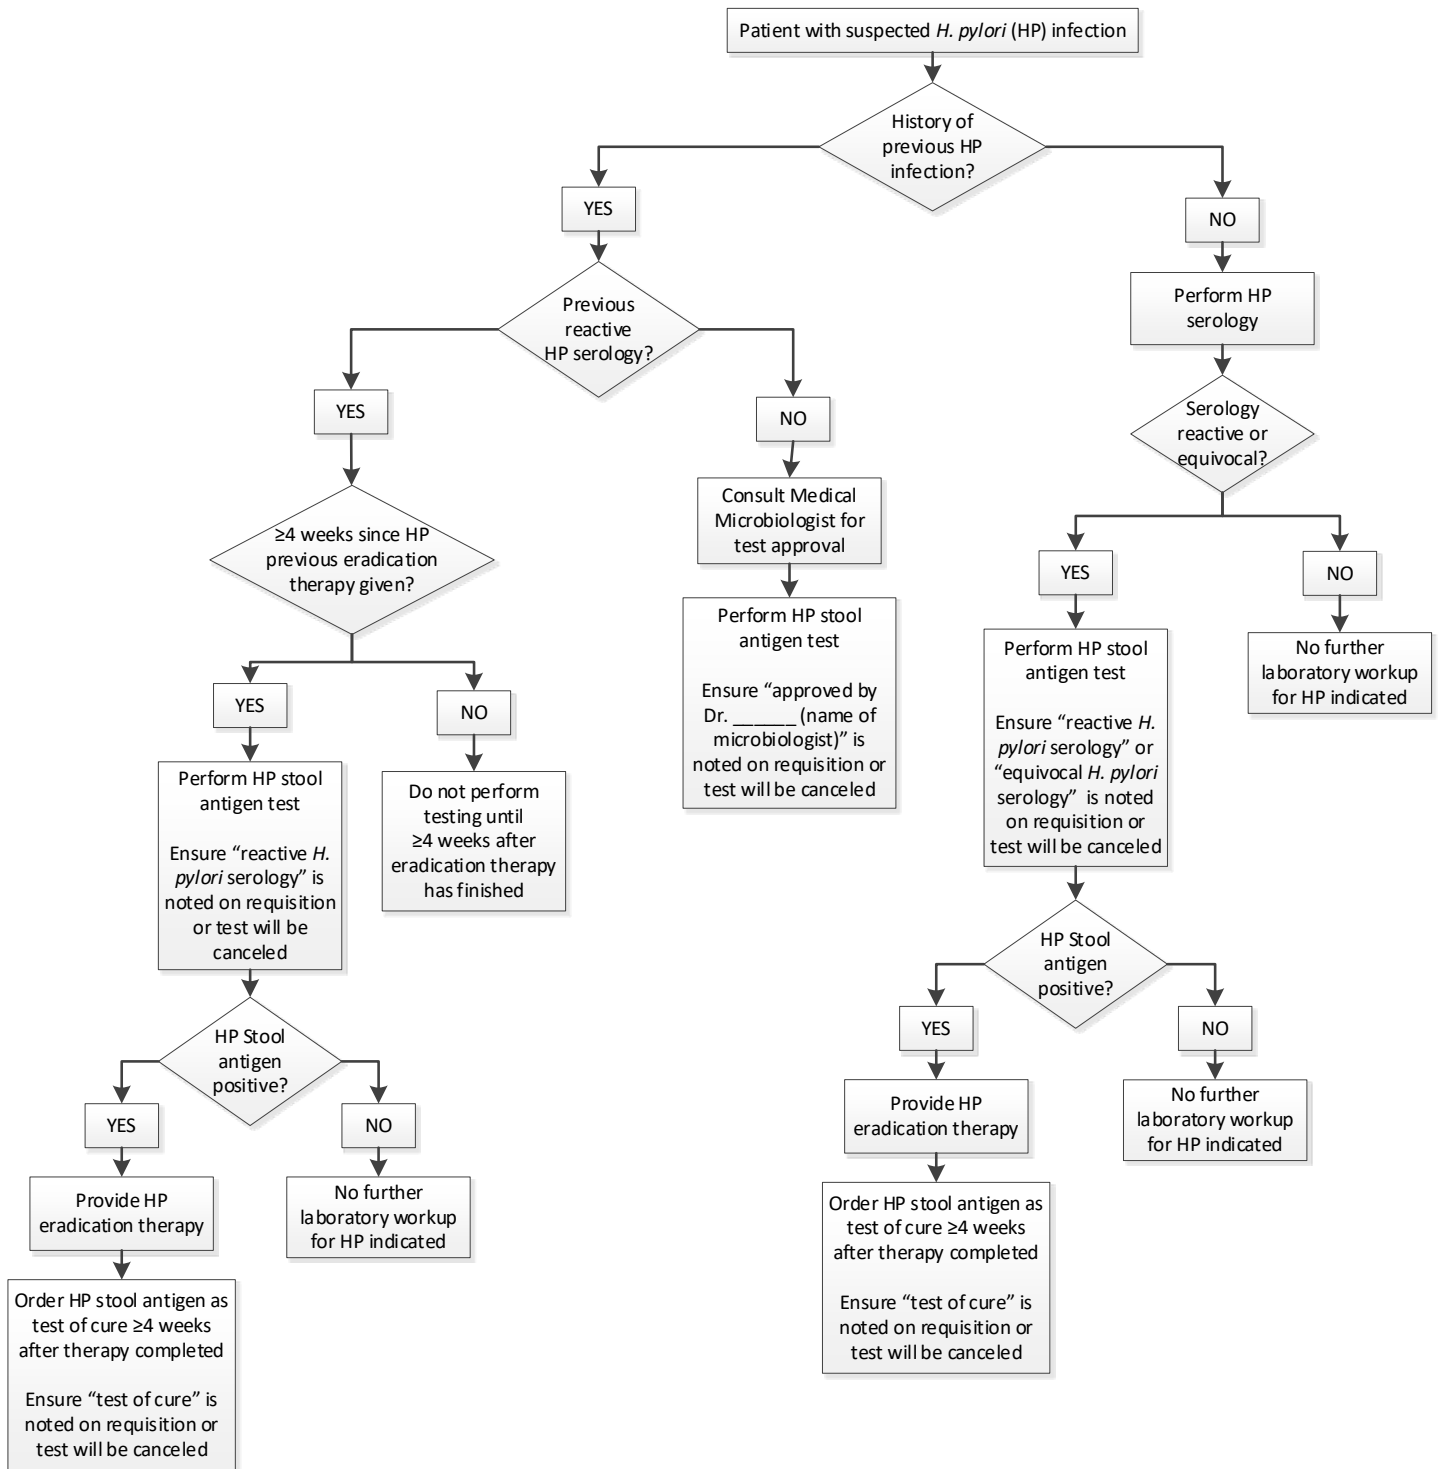 Patient with suspected H. pylori (HP) infection
History of
previous HP
infection?
YES
NO
Previous
reactive
HP serology?
Perform HP
serology
YES
NO
Serology
reactive or
equivocal?
≥4 weeks since HP
previous eradication
therapy given?
Consult Medical
Microbiologist for
test approval
YES
NO
Perform HP stool
antigen test
Ensure “approved by
Dr. ______ (name of
microbiologist)” is
noted on requisition or
test will be canceled
Perform HP stool
antigen test
Ensure “reactive H.
pylori serology” or
“equivocal H. pylori
serology” is noted
on requisition or
test will be canceled
No further
laboratory workup
for HP indicated
YES
NO
Perform HP stool
antigen test
Ensure “reactive H.
pylori serology” is
noted on requisition
or test will be
canceled
Do not perform
testing until
≥4 weeks after
eradication therapy
has finished
HP Stool
antigen
positive?
HP Stool
antigen
positive?
YES
NO
YES
NO
Provide HP
eradication therapy
No further
laboratory workup
for HP indicated
Provide HP
eradication therapy
No further
laboratory workup
for HP indicated
Order HP stool antigen as
test of cure ≥4 weeks
after therapy completed
Ensure “test of cure” is
noted on requisition or
test will be canceled
Order HP stool antigen as
test of cure ≥4 weeks
after therapy completed
Ensure “test of cure” is
noted on requisition or
test will be canceled